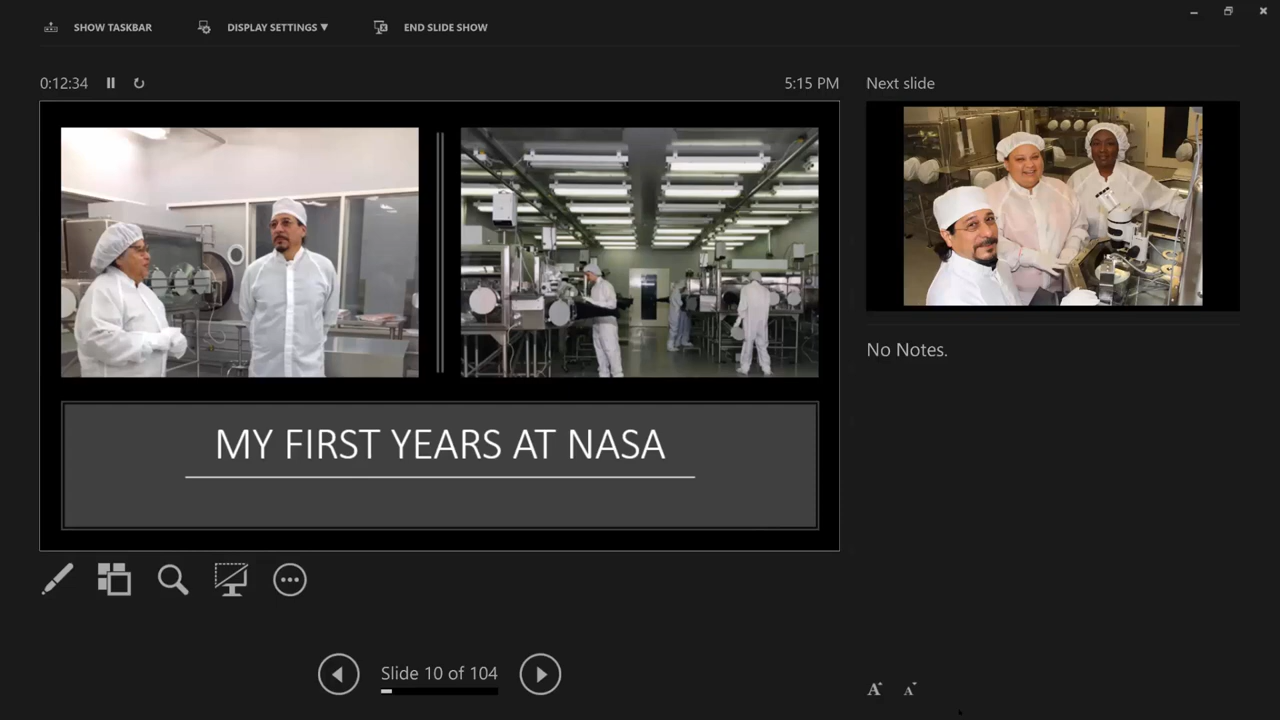 SHOW TASKBAR
DISPLAY SETTINGS ▼
END SLIDE SHOW
0:12:34
5:15 PM
Next slide
MY FIRST YEARS AT NASA
No Notes.
Slide 10 of 104
A A